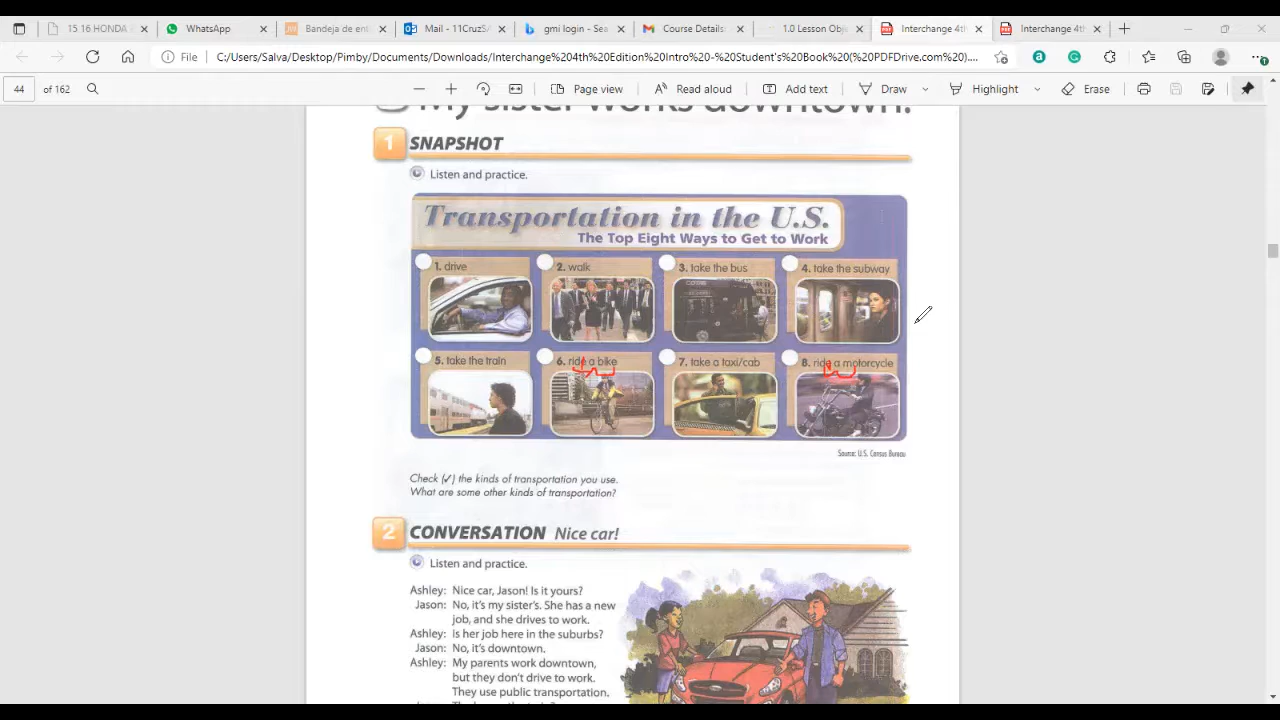 15 16 HONDA
WhatsApp
Bandeja de en
Mail - 11CruzSA
gmi login - Sea
Course Details
1.0 Lesson Obj
Interchange 4th
Interchange 4th
File
C:/Users/Salva/Desktop/Pimby/Documents/Downloads/Interchange%204th%20Edition%20Intro%20-%20Student's%20Book%20(%20PDFDrive.com%20)....
44 of 162
Page view
Read aloud
Add text
Draw
Highlight
Erase
My sister works downtown.
1 SNAPSHOT
Listen and practice.
Transportation in the U.S.
The Top Eight Ways to Get to Work
1. drive
2. walk
3. take the bus
4. take the subway
5. take the train
6. ride a bike
7. take a taxi/cab
8. ride a motorcycle
Source: U.S. Census Bureau
Check (✓) the kinds of transportation you use.
What are some other kinds of transportation?
2 CONVERSATION Nice car!
Listen and practice.
Ashley: Nice car, Jason! Is it yours?
Jason: No, it's my sister's. She has a new
job, and she drives to work.
Ashley: Is her job here in the suburbs?
Jason: No, it's downtown.
Ashley: My parents work downtown,
but they don't drive to work.
They use public transportation.